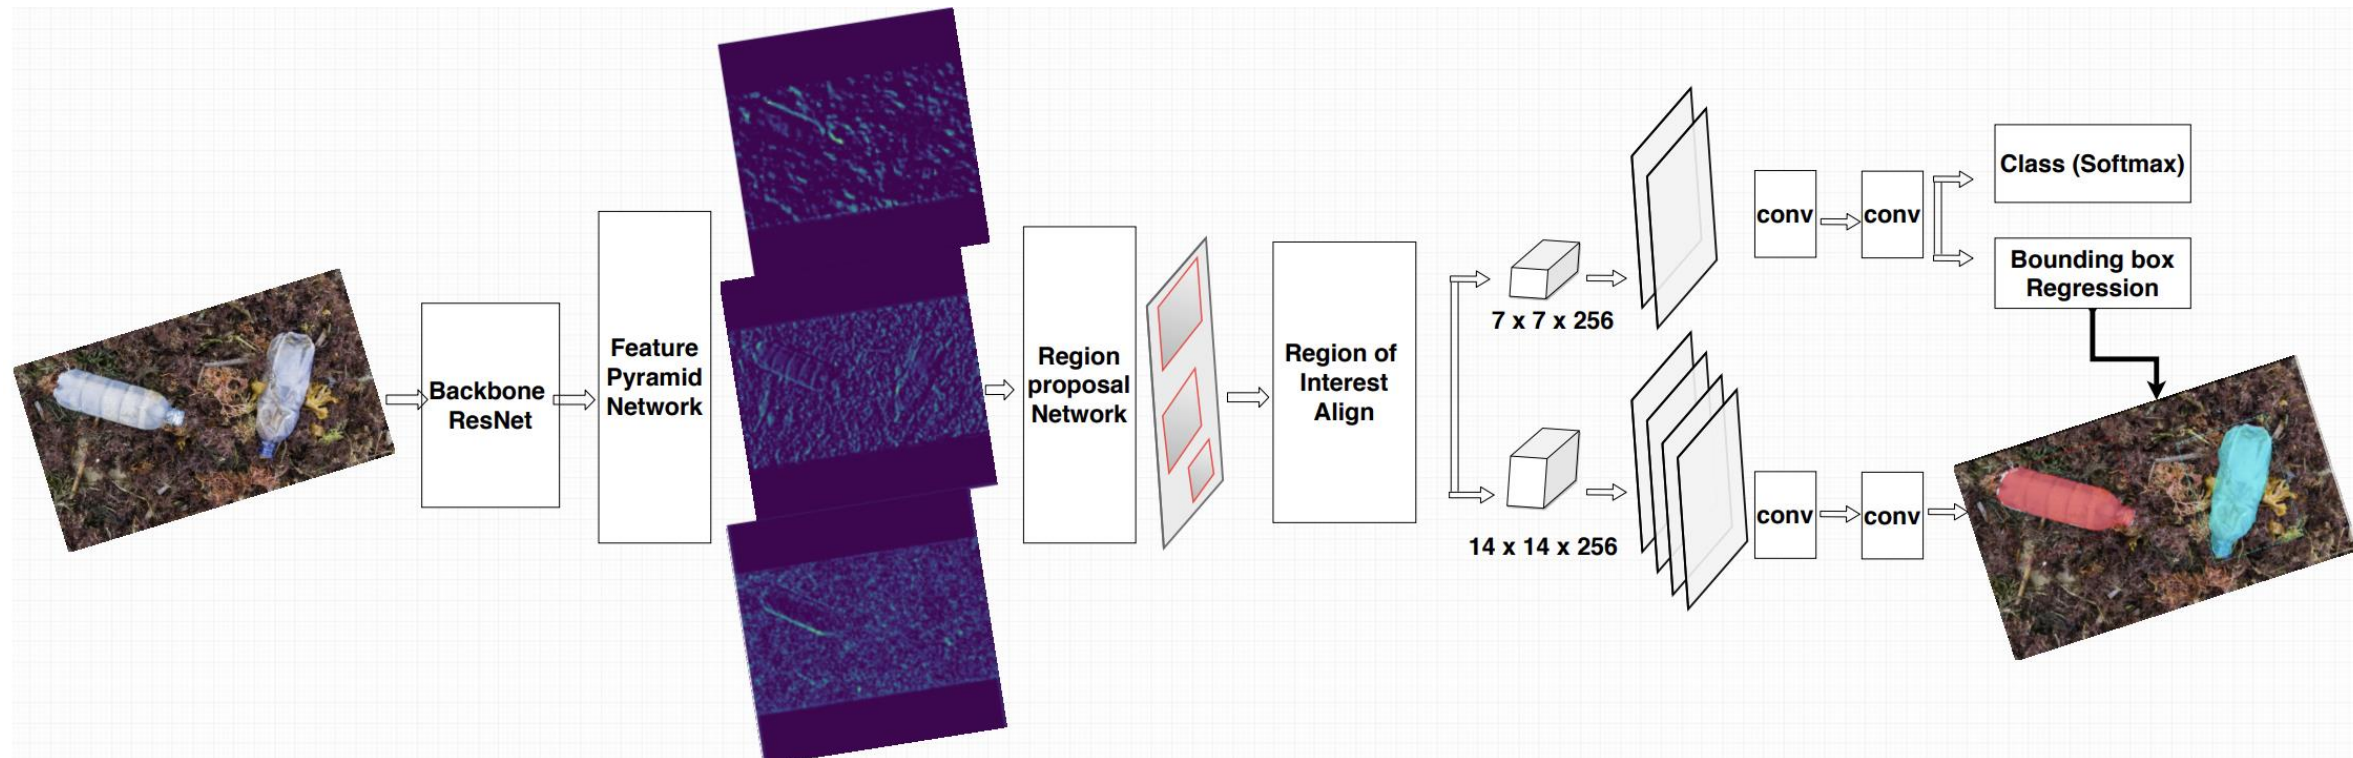 Backbone
ResNet
Feature
Pyramid
Network
Region
proposal
Network
Region of
Interest
Align
7 x 7 x 256
14 x 14 x 256
conv
conv
Class (Softmax)
Bounding box
Regression
conv
conv